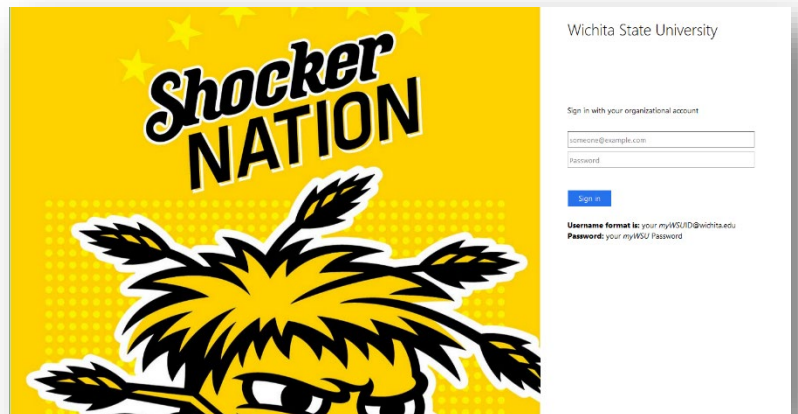 Shocker
NATION
Wichita State University
Sign in with your organizational account
someone@example.com
Password
Sign in
Username format is: your myWSUID@wichita.edu
Password: your myWSU Password